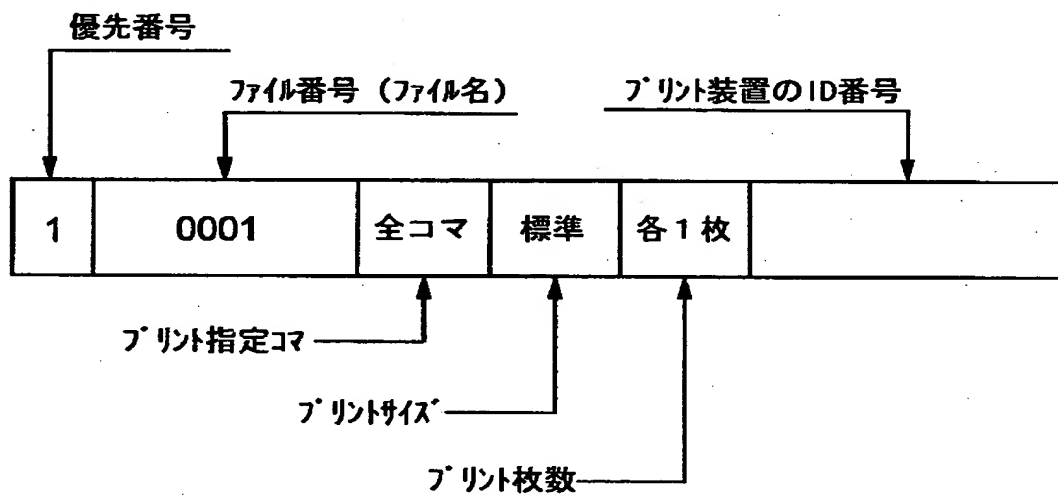 優先番号
ファイル番号 (ファイル名)
プリント装置のID番号
1 0001 全コマ 標準 各1枚
プリント指定コマ
プリントサイズ
プリント枚数